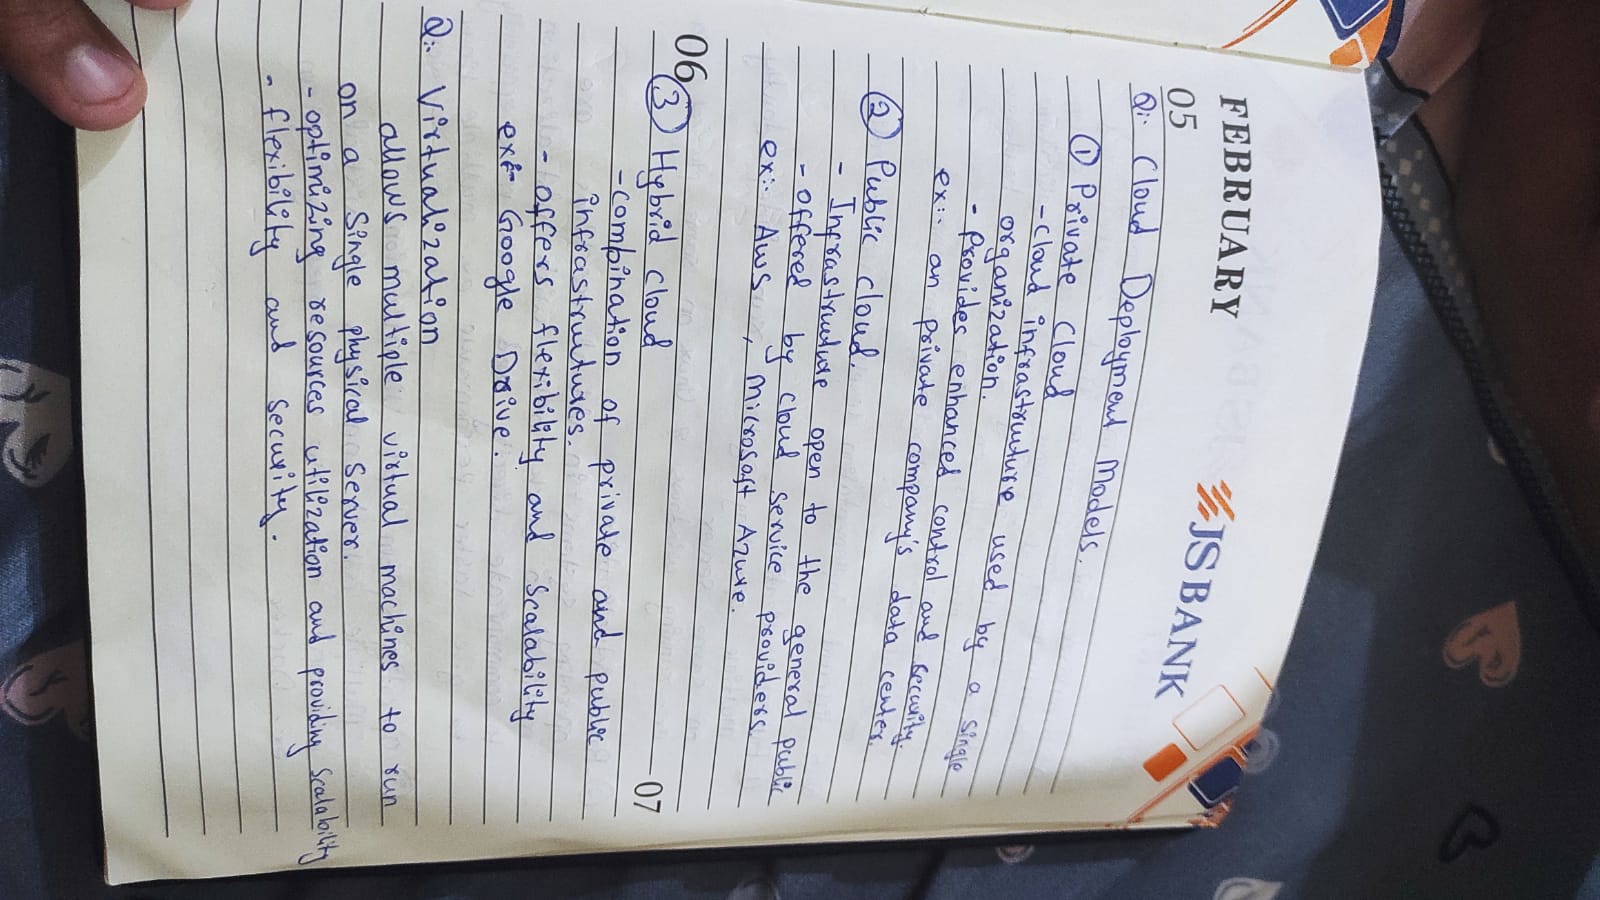 FEBRUARY
JS BANK
05
Q:. Cloud Deployment Models.
① Private Cloud
- Cloud infrastructure used by a single
organization.
- Provides enhanced control and security.
ex:. an private company's data center.
② Public cloud.
- Infrastructure open to the general public
- offered by cloud service providers.
ex:. Aws , Microsoft Azure.
06
③ Hybrid cloud
07
- combination of private and public
infrastructures.
- offers flexibility and scalability
ex:- Google Drive.
Q:. Virtualization
allows multiple virtual machines to run
on a single physical server.
- optimizing resources utilization and providing scalability
- flexibility and security.